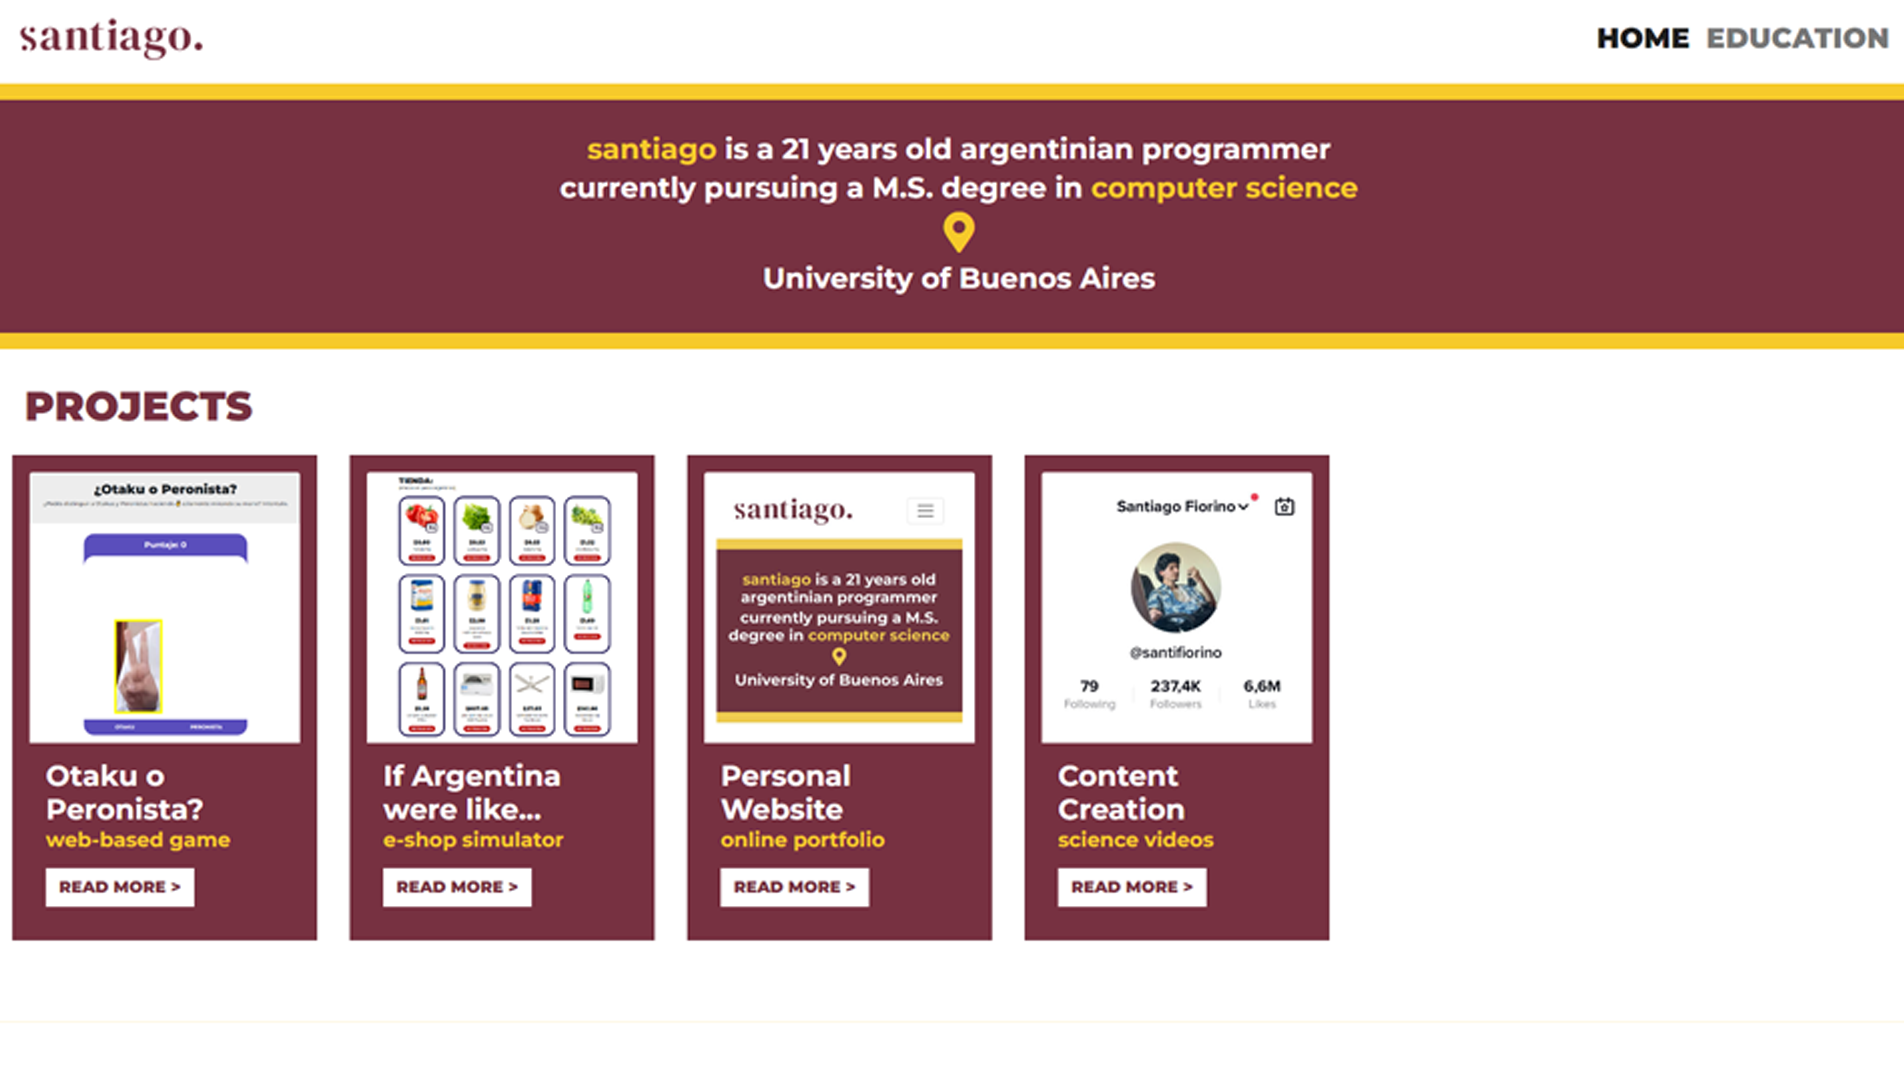 santiago.
HOME EDUCATION
santiago is a 21 years old argentinian programmer
currently pursuing a M.S. degree in computer science
University of Buenos Aires
PROJECTS
¿Otaku o Peronista?
Puntaje: 0
OTAKU PERONISTA
Otaku o
Peronista?
web-based game
READ MORE >
TIENDA:
If Argentina
were like...
e-shop simulator
READ MORE >
santiago.
santiago is a 21 years old
argentinian programmer
currently pursuing a M.S.
degree in computer science
University of Buenos Aires
Personal
Website
online portfolio
READ MORE >
Santiago Fiorino
@santifiorino
79 237,4K 6,6M
Following Followers Likes
Content
Creation
science videos
READ MORE >